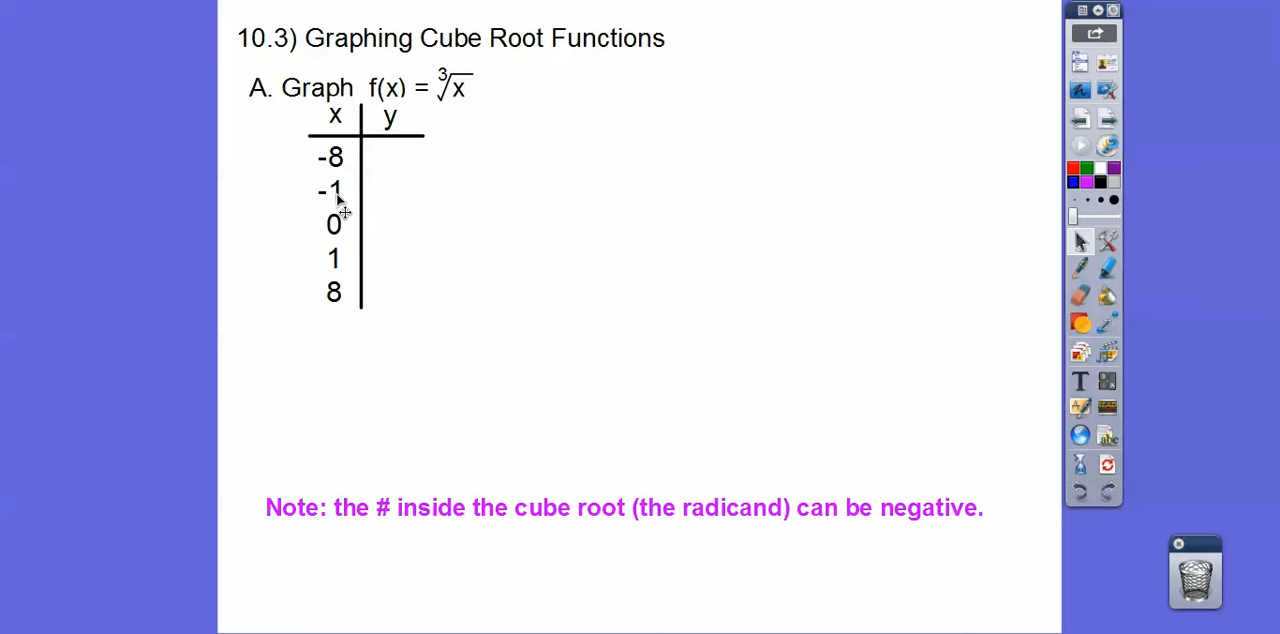 10.3) Graphing Cube Root Functions
A. Graph f(x) = ∛x
x y
-8
-1
0
1
8
Note: the # inside the cube root (the radicand) can be negative.